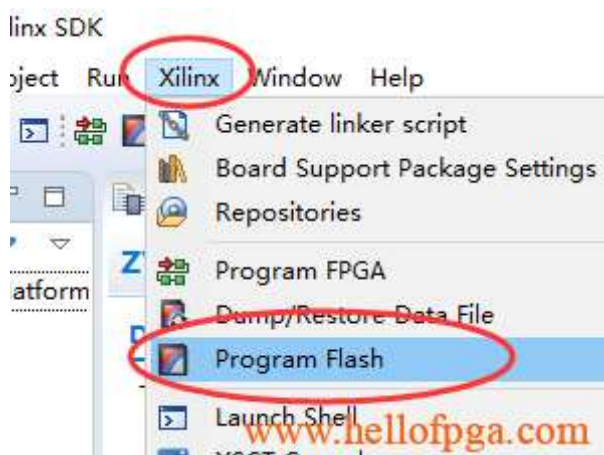 linx SDK
oject Run Xilinx Window Help
Generate linker script
Board Support Package Settings
Repositories
Program FPGA
atform
Dump/Restore Data File
Program Flash
Launch Shell
www.hellofpga.com